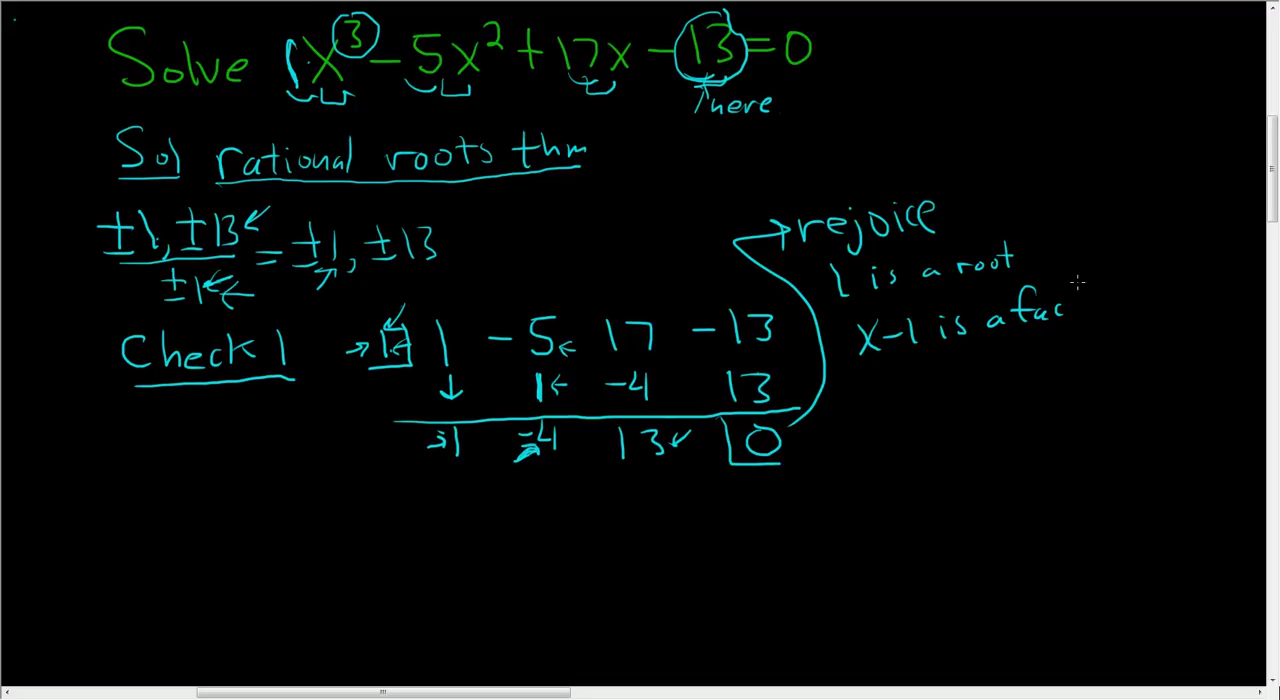 Solve 1x³ - 5x² + 17x - 13 = 0
here
Sol rational roots thm
±1, ±13 / ±1 = ±1, ±13
rejoice
1 is a root
x-1 is a fac
Check 1
1 1 -5 17 -13
1 -4 13
1 -4 13 0